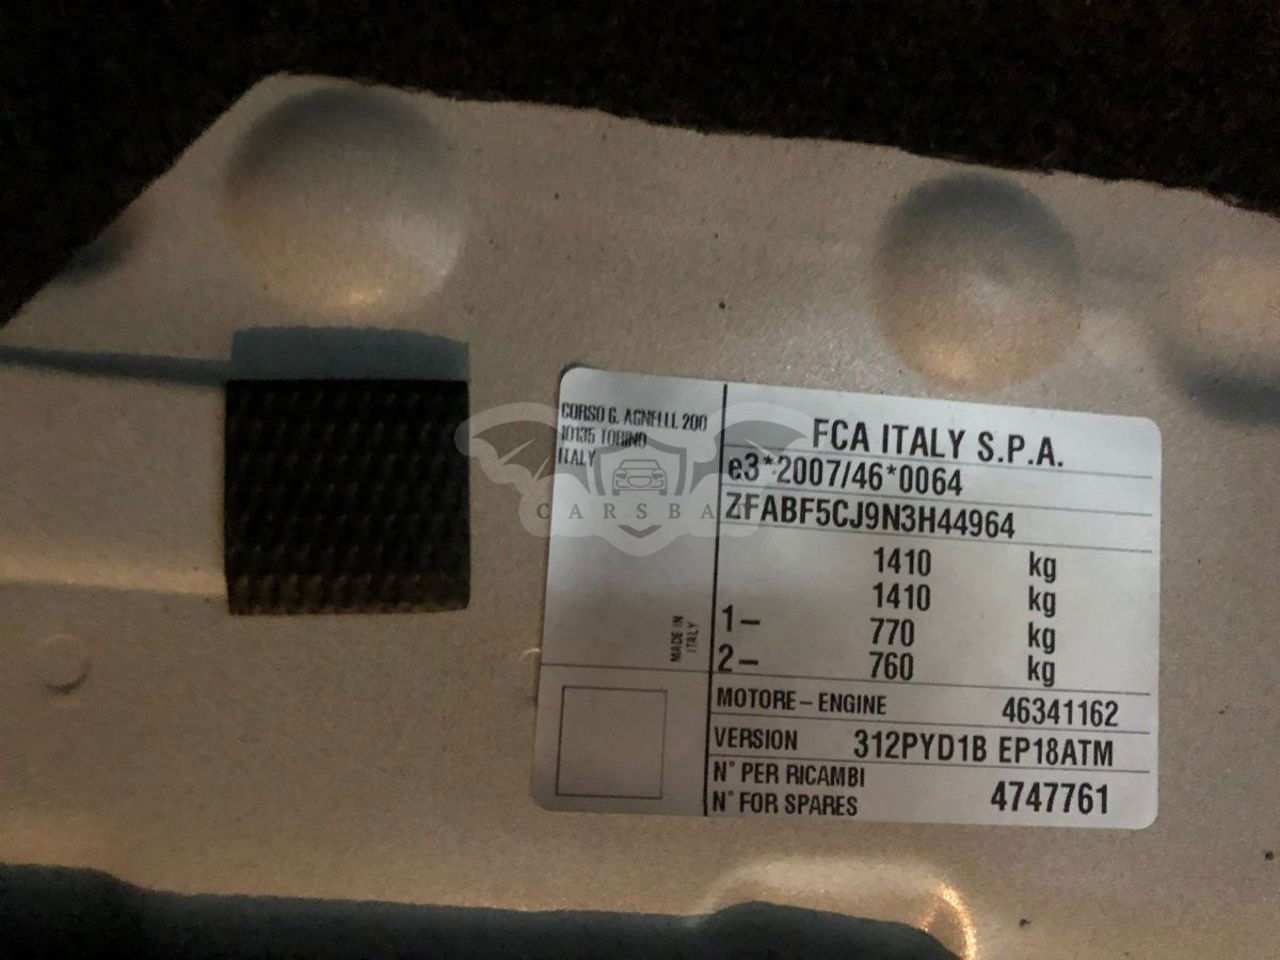 CORSO G. AGNELLI, 200
10135 TORINO
ITALY
MADE IN
ITALY
FCA ITALY S.P.A.
e3*2007/46*0064
ZFABF5CJ9N3H44964
1410 kg
1410 kg
1– 770 kg
2– 760 kg
MOTORE – ENGINE 46341162
VERSION 312PYD1B EP18ATM
N° PER RICAMBI
N° FOR SPARES 4747761